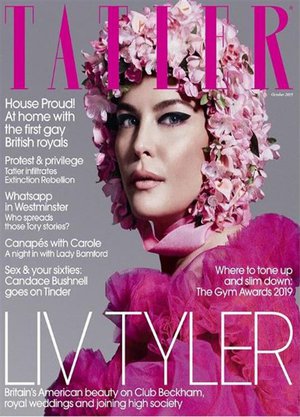 TATLER
October 2019
House Proud!
At home with
the first gay
British royals
Protest & privilege
Tatler infiltrates
Extinction Rebellion
Whatsapp
in Westminster
Who spreads
those Tory stories?
Canapés with Carole
A night in with Lady Bamford
Sex & your sixties:
Candace Bushnell
goes on Tinder
Where to tone up
and slim down:
The Gym Awards 2019
LIV TYLER
Britain's American beauty on Club Beckham,
royal weddings and joining high society